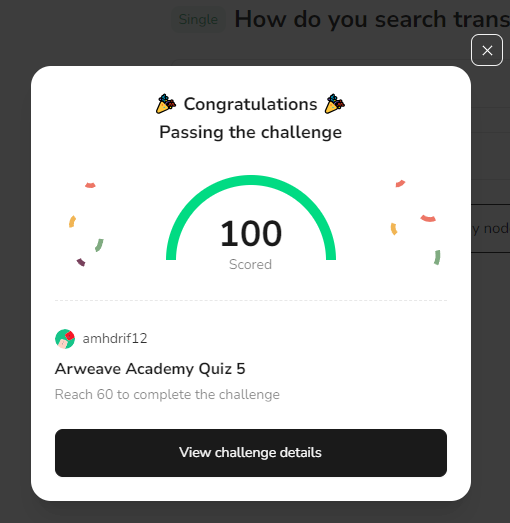 Single How do you search trans
Congratulations
Passing the challenge
100
Scored
y nod
amhdrif12
Arweave Academy Quiz 5
Reach 60 to complete the challenge
View challenge details